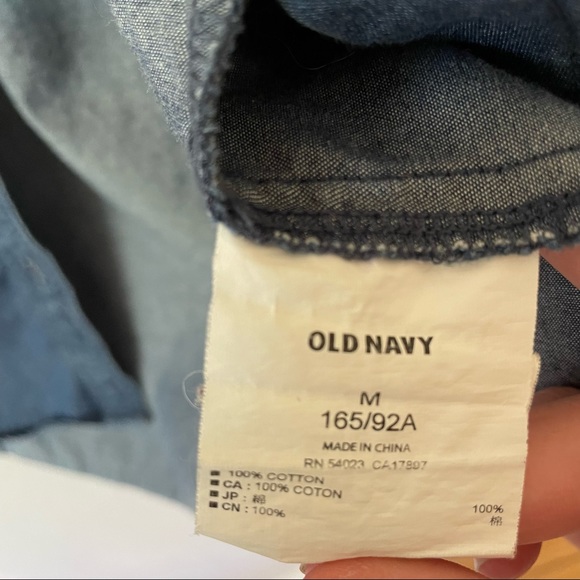 OLD NAVY
M
165/92A
MADE IN CHINA
RN 54023 CA17897
■ 100% COTTON
■ CA : 100% COTON
■ JP : 綿 100%
■ CN : 100% 棉